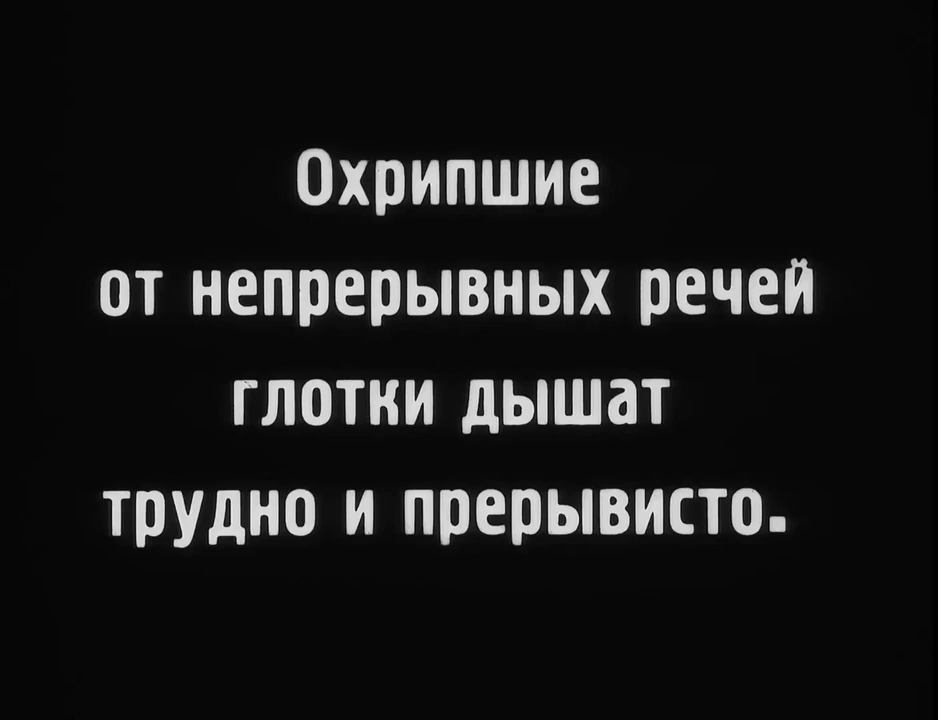 Охрипшие
от непрерывных речей
глотки дышат
трудно и прерывисто.